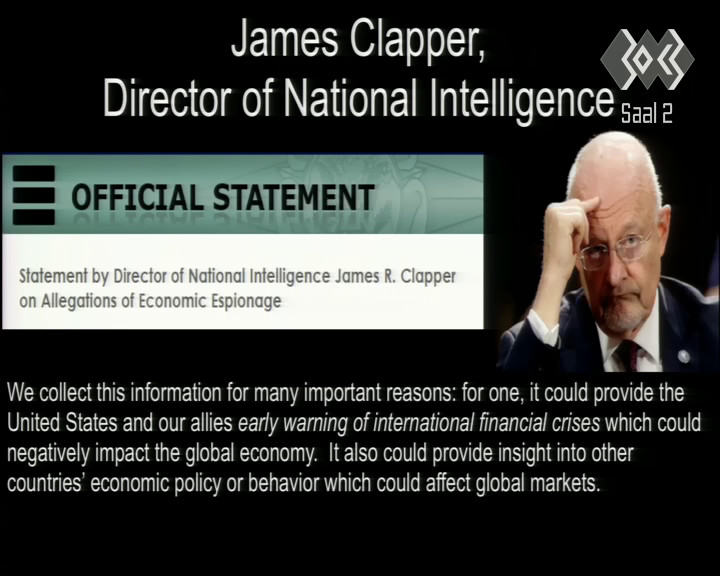 James Clapper,
Director of National Intelligence
Saal 2
OFFICIAL STATEMENT
Statement by Director of National Intelligence James R. Clapper
on Allegations of Economic Espionage
We collect this information for many important reasons: for one, it could provide the
United States and our allies early warning of international financial crises which could
negatively impact the global economy.  It also could provide insight into other
countries' economic policy or behavior which could affect global markets.